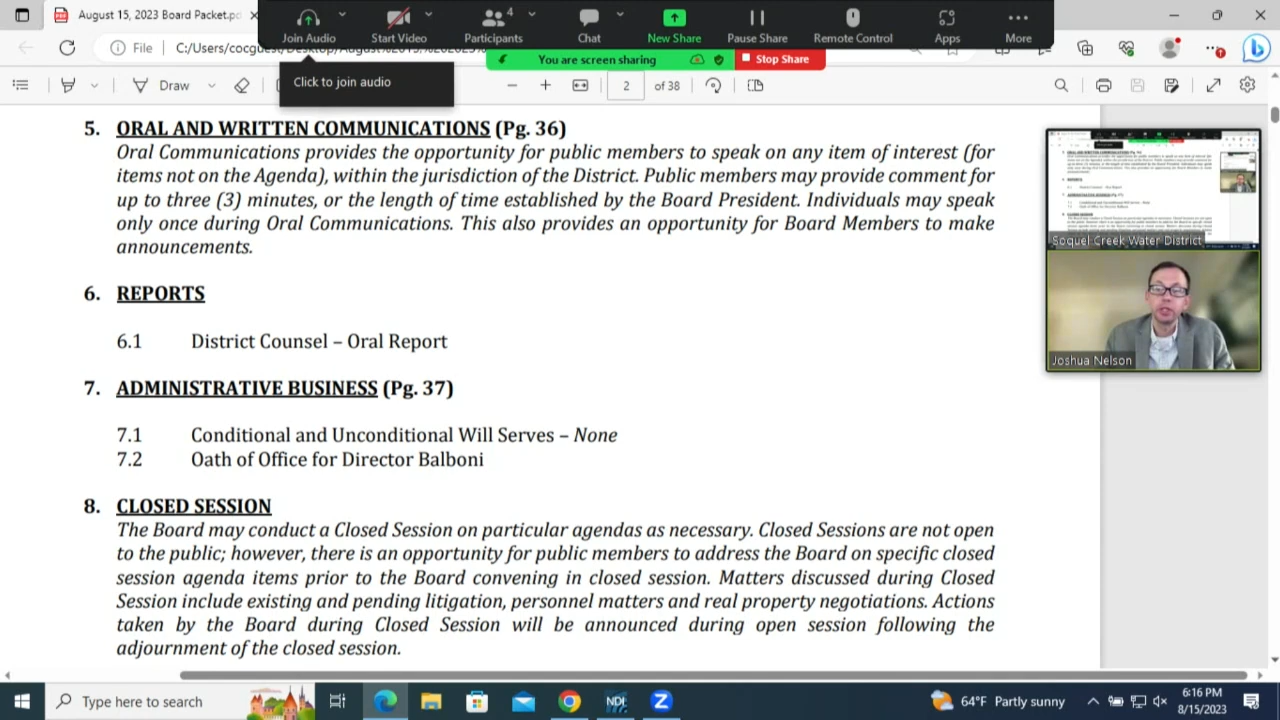 August 15, 2023 Board Packet.pd
Join Audio
Start Video
4
Participants
Chat
New Share
Pause Share
Remote Control
Apps
More
File
You are screen sharing
Stop Share
Click to join audio
Draw
2
of 38
5. ORAL AND WRITTEN COMMUNICATIONS (Pg. 36)
Oral Communications provides an opportunity for public members to speak on any item of interest (for
items not on the Agenda), within the jurisdiction of the District. Public members may provide comment for
up to three (3) minutes, or the length of time established by the Board President. Individuals may speak
only once during Oral Communications. This also provides an opportunity for Board Members to make
announcements.
6. REPORTS
6.1 District Counsel – Oral Report
7. ADMINISTRATIVE BUSINESS (Pg. 37)
7.1 Conditional and Unconditional Will Serves – None
7.2 Oath of Office for Director Balboni
8. CLOSED SESSION
The Board may conduct a Closed Session on particular agendas as necessary. Closed Sessions are not open
to the public; however, there is an opportunity for public members to address the Board on specific closed
session agenda items prior to the Board convening in closed session. Matters discussed during Closed
Session include existing and pending litigation, personnel matters and real property negotiations. Actions
taken by the Board during Closed Session will be announced during open session following the
adjournment of the closed session.
Soquel Creek Water District
Joshua Nelson
Type here to search
NDI
64°F Partly sunny
6:16 PM
8/15/2023